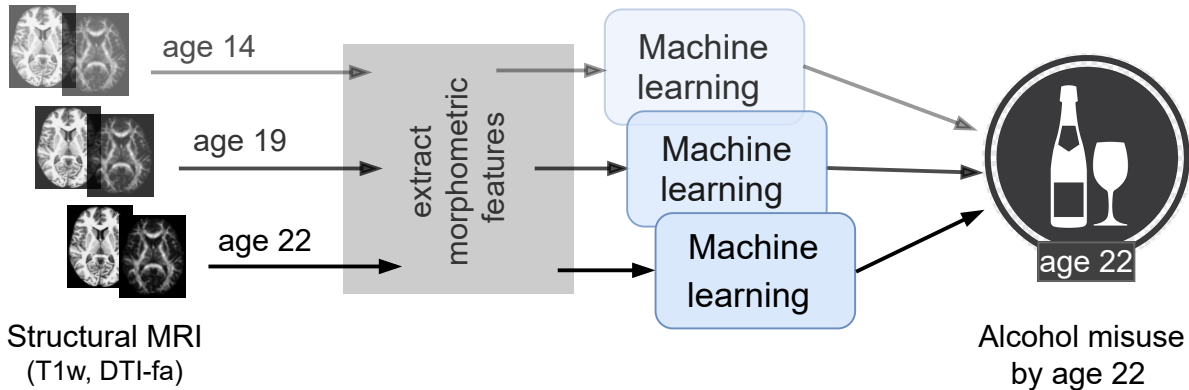 age 14
age 19
age 22
Structural MRI
(T1w, DTI-fa)
extract
morphometric
features
Machine
learning
Machine
learning
Machine
learning
age 22
Alcohol misuse
by age 22